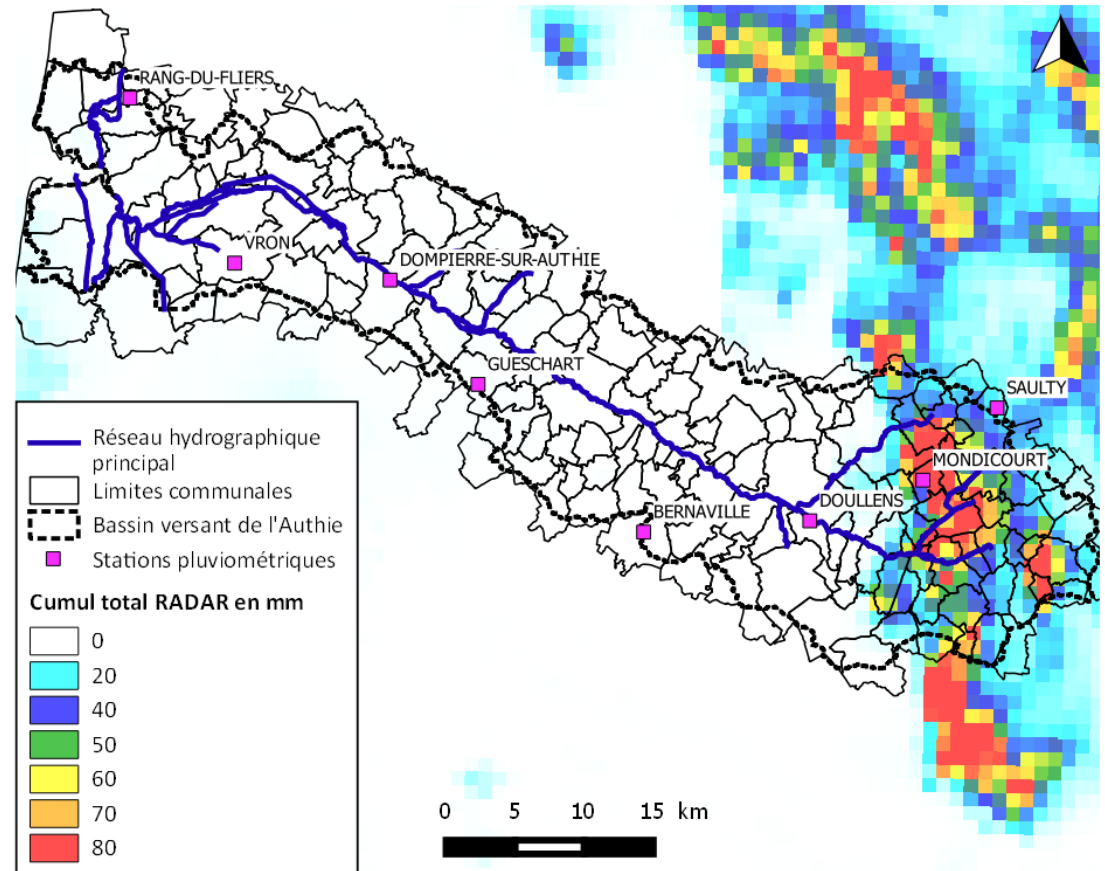 RANG-DU-FLIERS
VRON
DOMPIERRE-SUR-AUTHIE
GUESCHART
SAULTY
MONDICOURT
DOULLENS
BERNAVILLE
Réseau hydrographique
principal
Limites communales
Bassin versant de l'Authie
Stations pluviométriques
Cumul total RADAR en mm
0
20
40
50
60
70
80
0 5 10 15 km